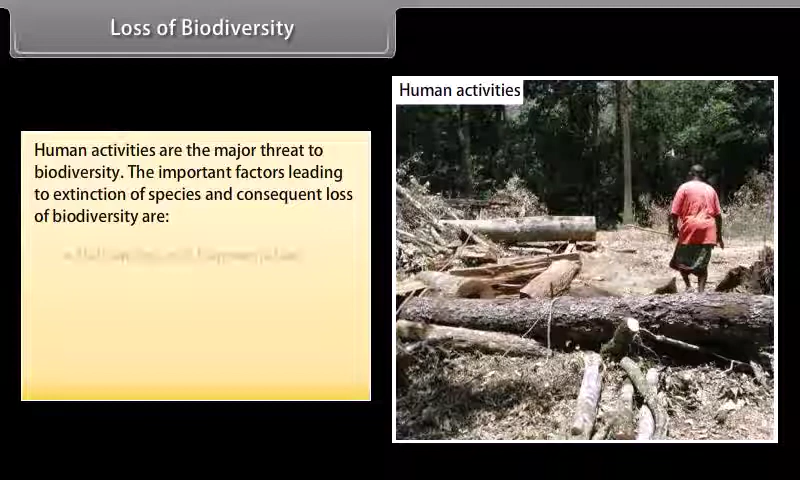 Loss of Biodiversity
Human activities
Human activities are the major threat to
biodiversity. The important factors leading
to extinction of species and consequent loss
of biodiversity are: